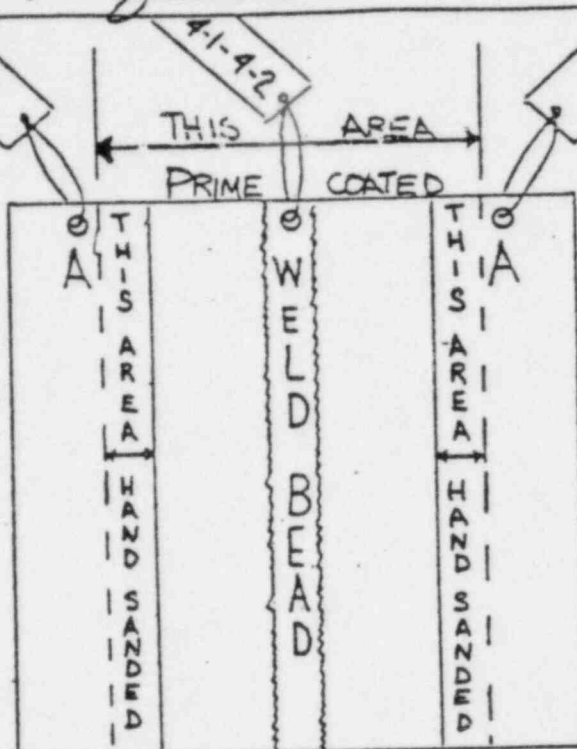 4-1-4-2
THIS AREA
PRIME COATED
A
THIS AREA HAND SANDED
WELD BEAD
THIS AREA HAND SANDED
A